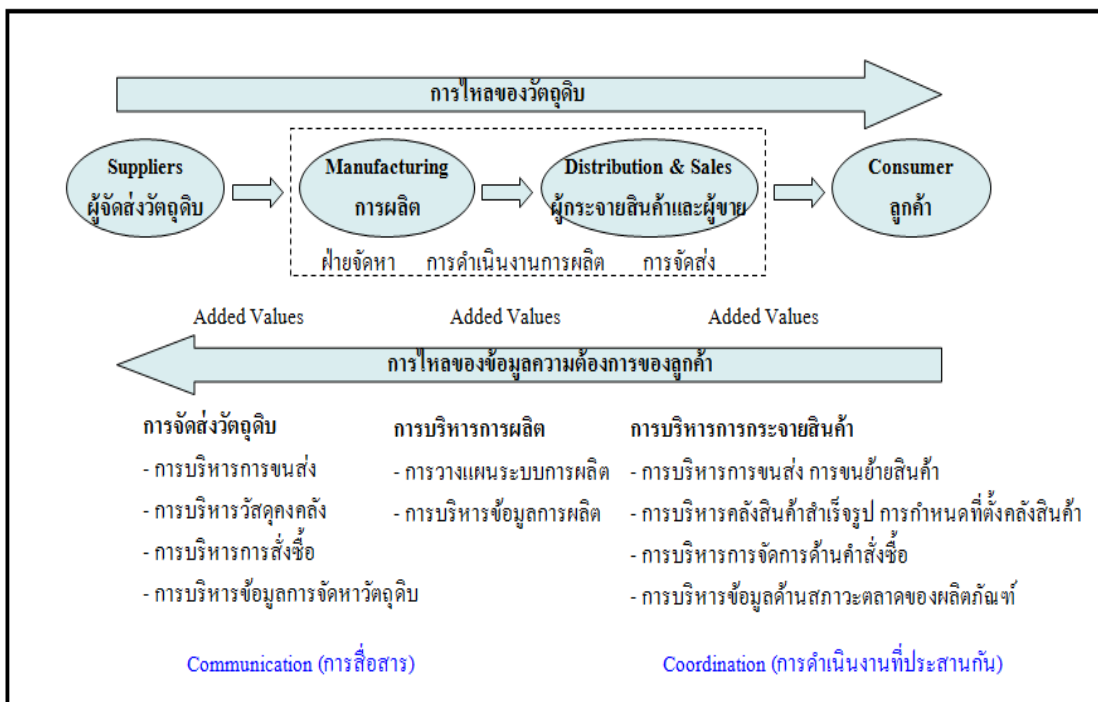 การไหลของวัตถุดิบ
Suppliers
ผู้จัดส่งวัตถุดิบ
Manufacturing
การผลิต
Distribution & Sales
ผู้กระจายสินค้าและผู้ขาย
Consumer
ลูกค้า
ฝ่ายจัดหา การดำเนินงานการผลิต การจัดส่ง
Added Values Added Values Added Values
การไหลของข้อมูลความต้องการของลูกค้า
การจัดส่งวัตถุดิบ
- การบริหารการขนส่ง
- การบริหารวัสดุคงคลัง
- การบริหารการสั่งซื้อ
- การบริหารข้อมูลการจัดหาวัตถุดิบ
การบริหารการผลิต
- การวางแผนระบบการผลิต
- การบริหารข้อมูลการผลิต
การบริหารการกระจายสินค้า
- การบริหารการขนส่ง การขนย้ายสินค้า
- การบริหารคลังสินค้าสำเร็จรูป การกำหนดที่ตั้งคลังสินค้า
- การบริหารการจัดการด้านคำสั่งซื้อ
- การบริหารข้อมูลด้านสภาวะตลาดของผลิตภัณฑ์
Communication (การสื่อสาร)
Coordination (การดำเนินงานที่ประสานกัน)